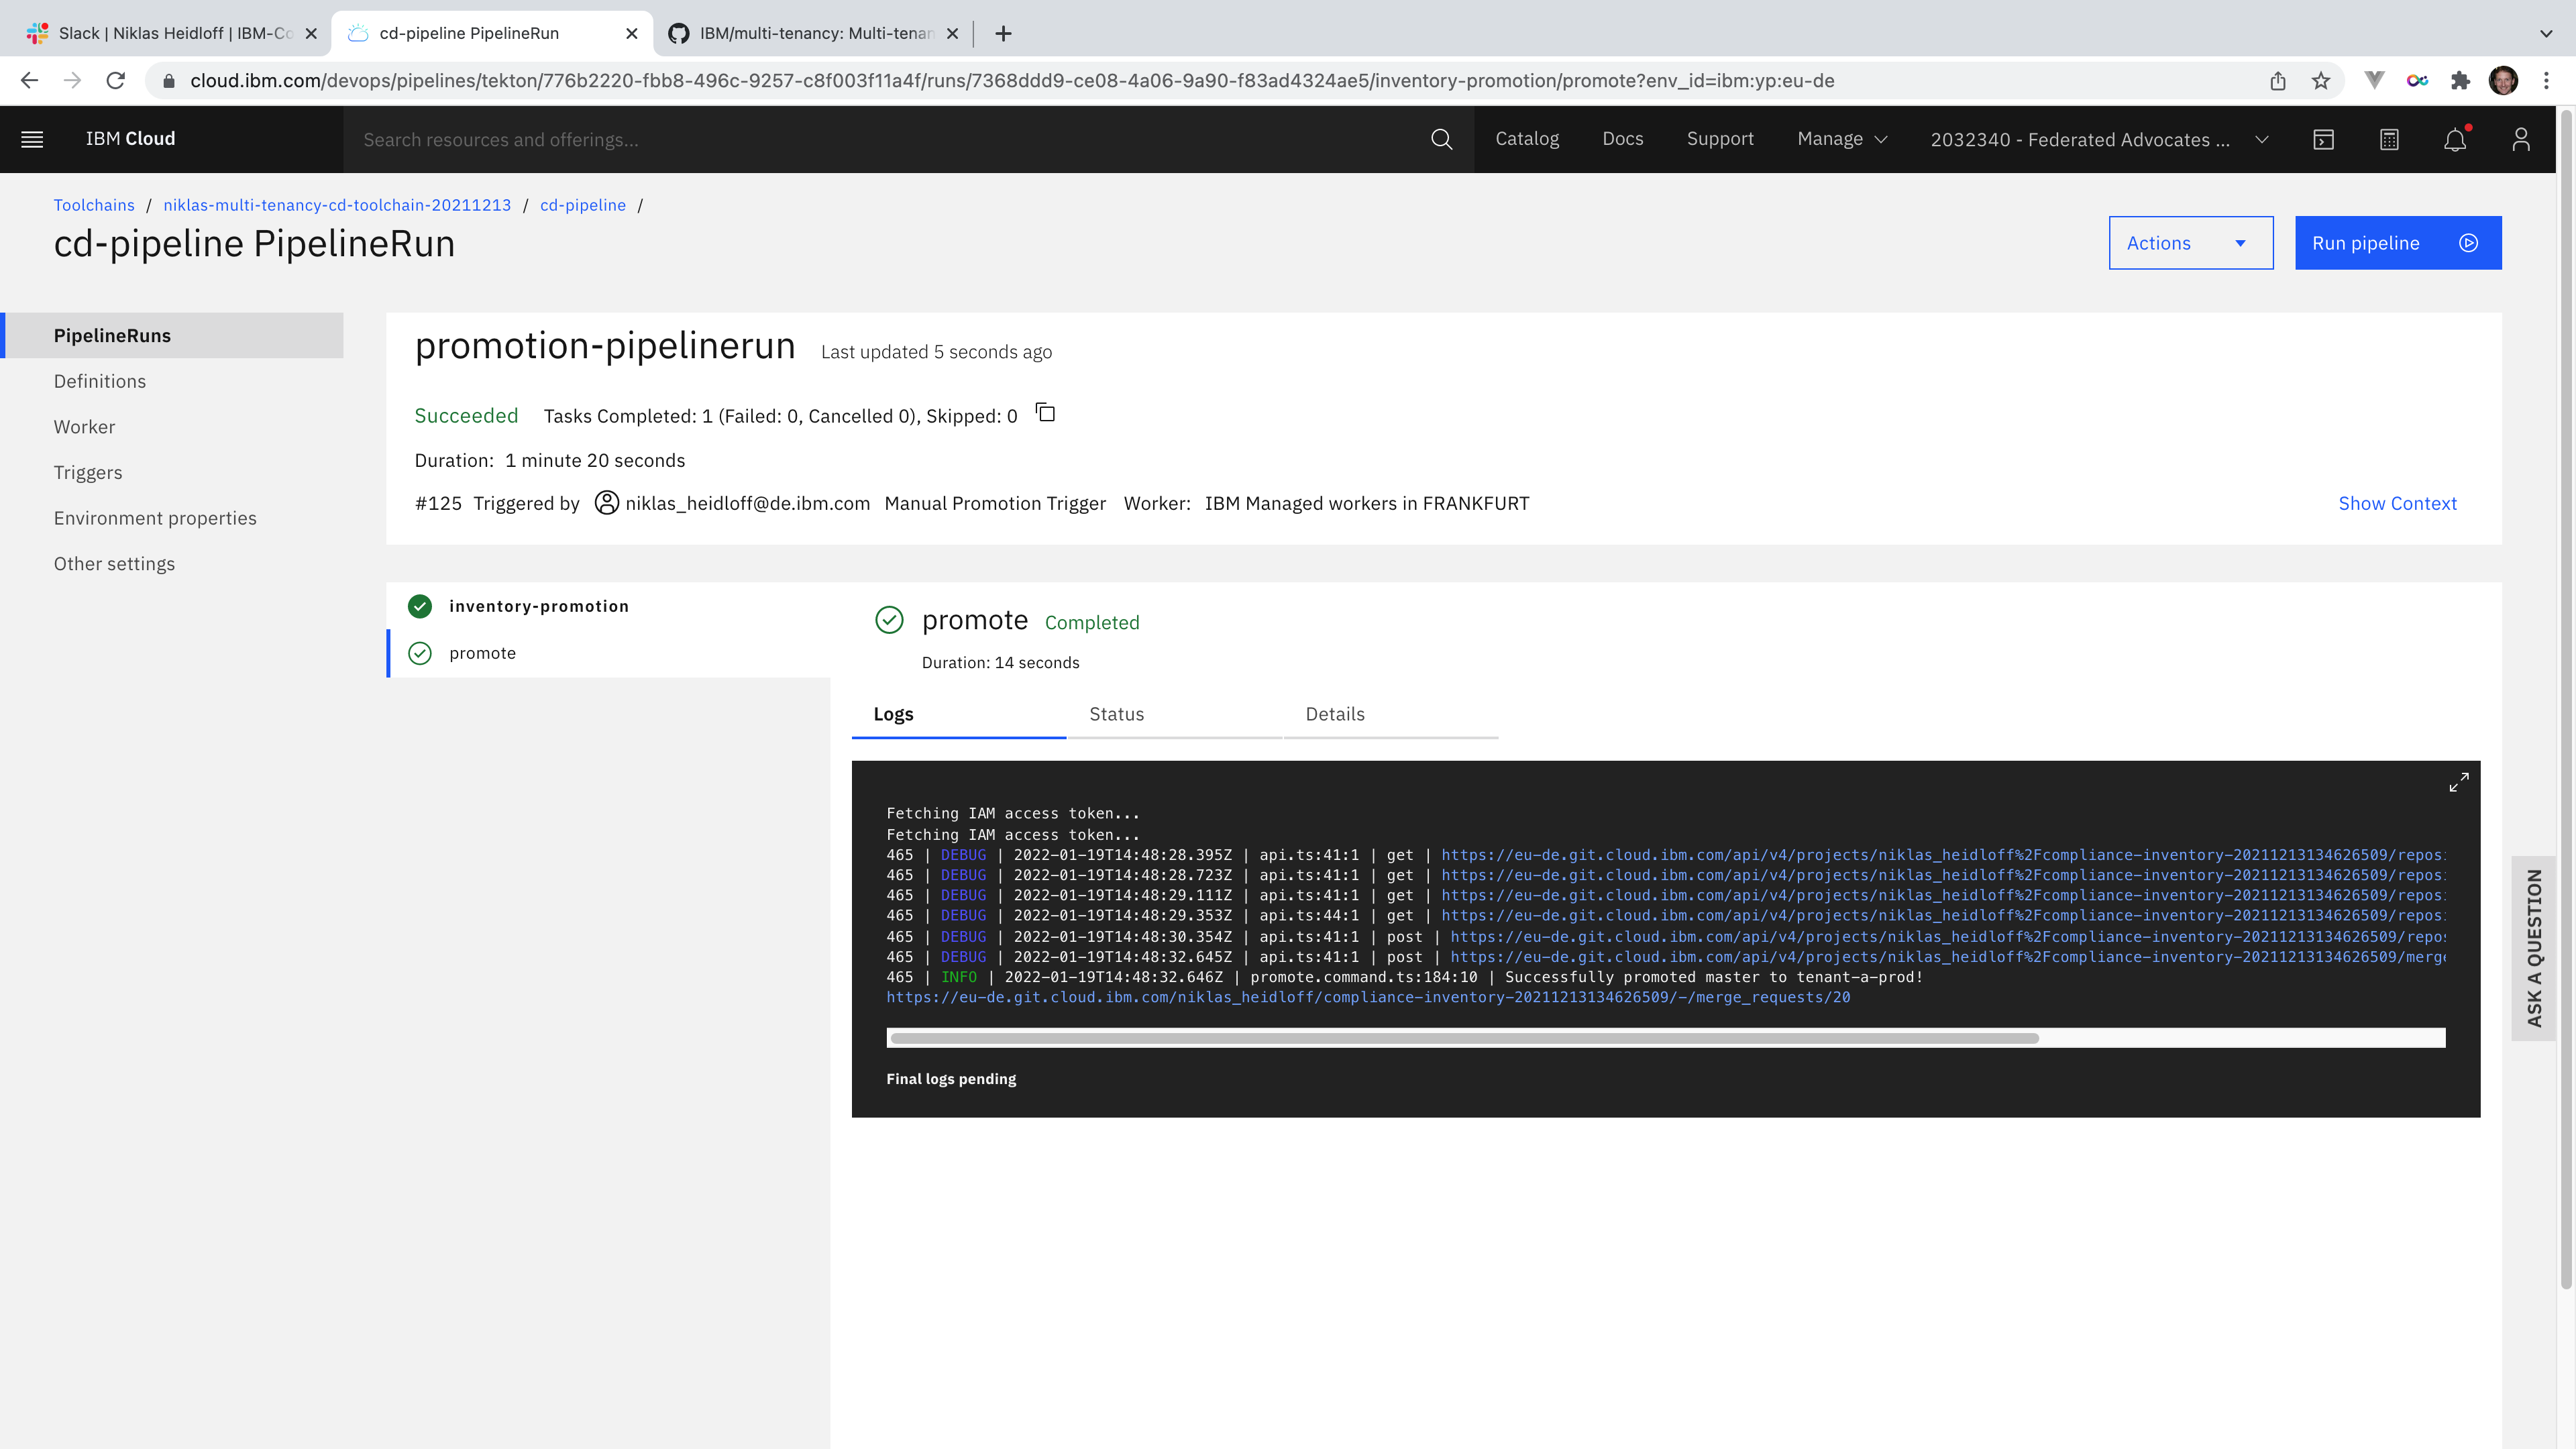 Slack | Niklas Heidloff | IBM-Co
cd-pipeline PipelineRun
IBM/multi-tenancy: Multi-tenan
cloud.ibm.com/devops/pipelines/tekton/776b2220-fbb8-496c-9257-c8f003f11a4f/runs/7368ddd9-ce08-4a06-9a90-f83ad4324ae5/inventory-promotion/promote?env_id=ibm:yp:eu-de
IBM Cloud
Search resources and offerings...
Catalog
Docs
Support
Manage
2032340 - Federated Advocates ...
Toolchains / niklas-multi-tenancy-cd-toolchain-20211213 / cd-pipeline /
cd-pipeline PipelineRun
Actions
Run pipeline
PipelineRuns
Definitions
Worker
Triggers
Environment properties
Other settings
promotion-pipelinerun Last updated 5 seconds ago
Succeeded Tasks Completed: 1 (Failed: 0, Cancelled 0), Skipped: 0
Duration: 1 minute 20 seconds
#125 Triggered by niklas_heidloff@de.ibm.com Manual Promotion Trigger Worker: IBM Managed workers in FRANKFURT
Show Context
inventory-promotion
promote
promote Completed
Duration: 14 seconds
Logs
Status
Details
Fetching IAM access token...
Fetching IAM access token...
465 | DEBUG | 2022-01-19T14:48:28.395Z | api.ts:41:1 | get | https://eu-de.git.cloud.ibm.com/api/v4/projects/niklas_heidloff%2Fcompliance-inventory-20211213134626509/repos
465 | DEBUG | 2022-01-19T14:48:28.723Z | api.ts:41:1 | get | https://eu-de.git.cloud.ibm.com/api/v4/projects/niklas_heidloff%2Fcompliance-inventory-20211213134626509/repos
465 | DEBUG | 2022-01-19T14:48:29.111Z | api.ts:41:1 | get | https://eu-de.git.cloud.ibm.com/api/v4/projects/niklas_heidloff%2Fcompliance-inventory-20211213134626509/repos
465 | DEBUG | 2022-01-19T14:48:29.353Z | api.ts:44:1 | get | https://eu-de.git.cloud.ibm.com/api/v4/projects/niklas_heidloff%2Fcompliance-inventory-20211213134626509/repos
465 | DEBUG | 2022-01-19T14:48:30.354Z | api.ts:41:1 | post | https://eu-de.git.cloud.ibm.com/api/v4/projects/niklas_heidloff%2Fcompliance-inventory-20211213134626509/repos
465 | DEBUG | 2022-01-19T14:48:32.645Z | api.ts:41:1 | post | https://eu-de.git.cloud.ibm.com/api/v4/projects/niklas_heidloff%2Fcompliance-inventory-20211213134626509/merge
465 | INFO | 2022-01-19T14:48:32.646Z | promote.command.ts:184:10 | Successfully promoted master to tenant-a-prod!
https://eu-de.git.cloud.ibm.com/niklas_heidloff/compliance-inventory-20211213134626509/-/merge_requests/20
Final logs pending
ASK A QUESTION